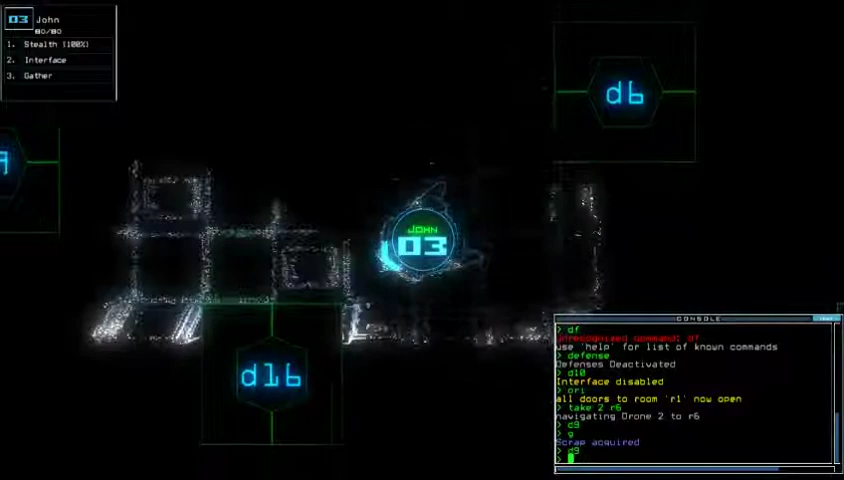 03 John
80/80
1. Stealth (100%)
2. Interface
3. Gather
d6
JOHN
03
d16
CONSOLE
> df
unrecognized command: df
use 'help' for list of known commands
> defense
Defenses Deactivated
> d10
Interface disabled
> ori
all doors to room 'r1' now open
> take 2 r6
navigating Drone 2 to r6
> d9
> g
Scrap acquired
> d9
>